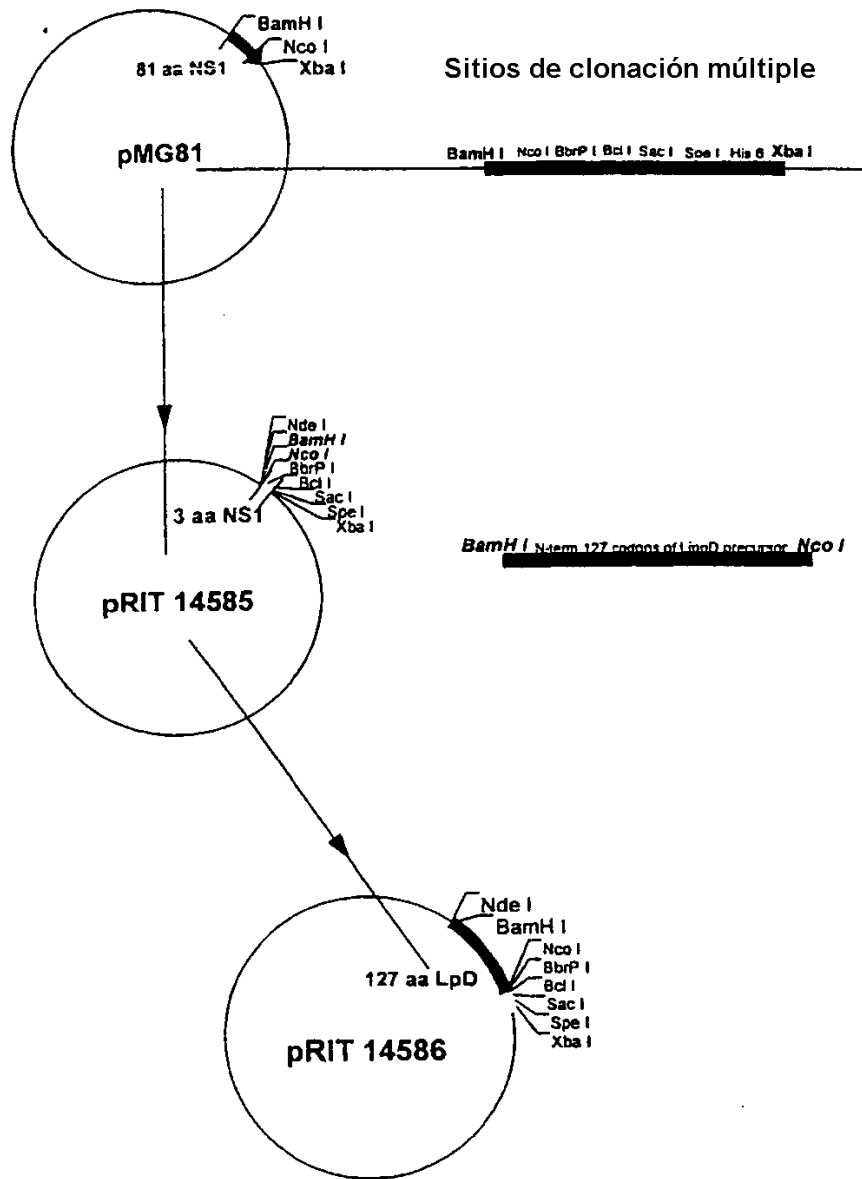 BamH I
Nco I
81 aa NS1
Xba I
Sitios de clonación múltiple
pMG81
BamH I Nco I BbrP I Bcl I Sac I Spe I His 6 Xba I
Nde I
BamH I
Nco I
BbrP I
Bcl I
3 aa NS1
Sac I
Spe I
Xba I
BamH I N-term 127 codons of LipoD precursor Nco I
pRIT 14585
Nde I
BamH I
Nco I
BbrP I
127 aa LpD
Bcl I
Sac I
Spe I
Xba I
pRIT 14586